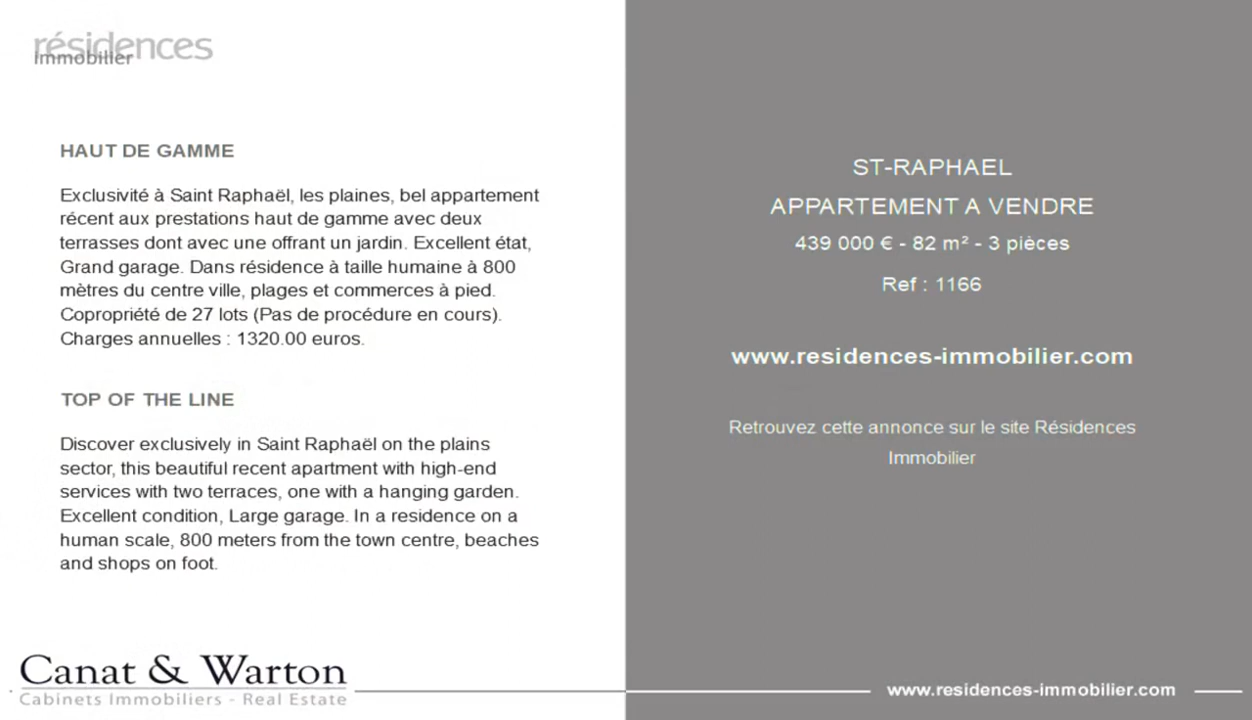 résidences
immobilier
HAUT DE GAMME
Exclusivité à Saint Raphaël, les plaines, bel appartement
récent aux prestations haut de gamme avec deux
terrasses dont avec une offrant un jardin. Excellent état,
Grand garage. Dans résidence à taille humaine à 800
mètres du centre ville, plages et commerces à pied.
Copropriété de 27 lots (Pas de procédure en cours).
Charges annuelles : 1320.00 euros.
TOP OF THE LINE
Discover exclusively in Saint Raphaël on the plains
sector, this beautiful recent apartment with high-end
services with two terraces, one with a hanging garden.
Excellent condition, Large garage. In a residence on a
human scale, 800 meters from the town centre, beaches
and shops on foot.
Canat & Warton
Cabinets Immobiliers - Real Estate
ST-RAPHAEL
APPARTEMENT A VENDRE
439 000 € - 82 m² - 3 pièces
Ref : 1166
www.residences-immobilier.com
Retrouvez cette annonce sur le site Résidences
Immobilier
www.residences-immobilier.com